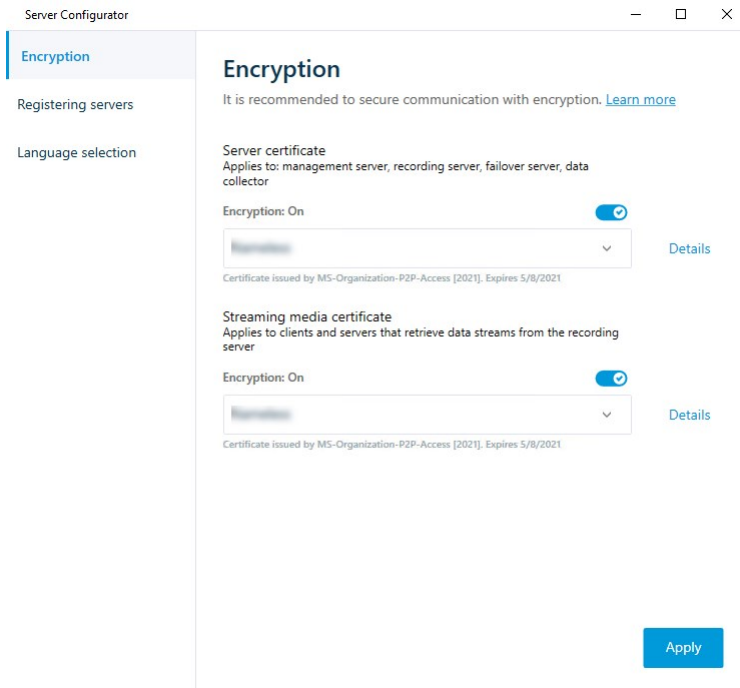 Server Configurator
Encryption
Registering servers
Language selection
Encryption
It is recommended to secure communication with encryption. Learn more
Server certificate
Applies to: management server, recording server, failover server, data
collector
Encryption: On
Details
Certificate issued by MS-Organization-P2P-Access [2021]. Expires 5/8/2021
Streaming media certificate
Applies to clients and servers that retrieve data streams from the recording
server
Encryption: On
Details
Certificate issued by MS-Organization-P2P-Access [2021]. Expires 5/8/2021
Apply